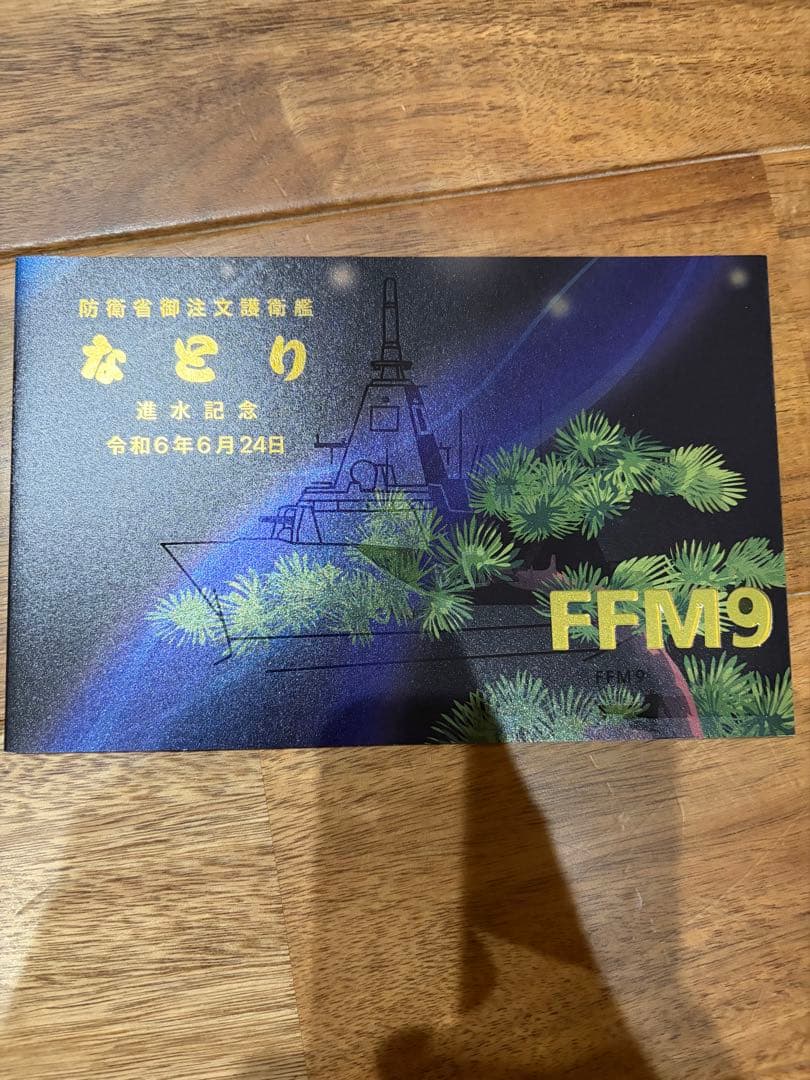 防衛省御注文護衛艦
なとり
進水記念
令和6年6月24日
FFM9
FFM9